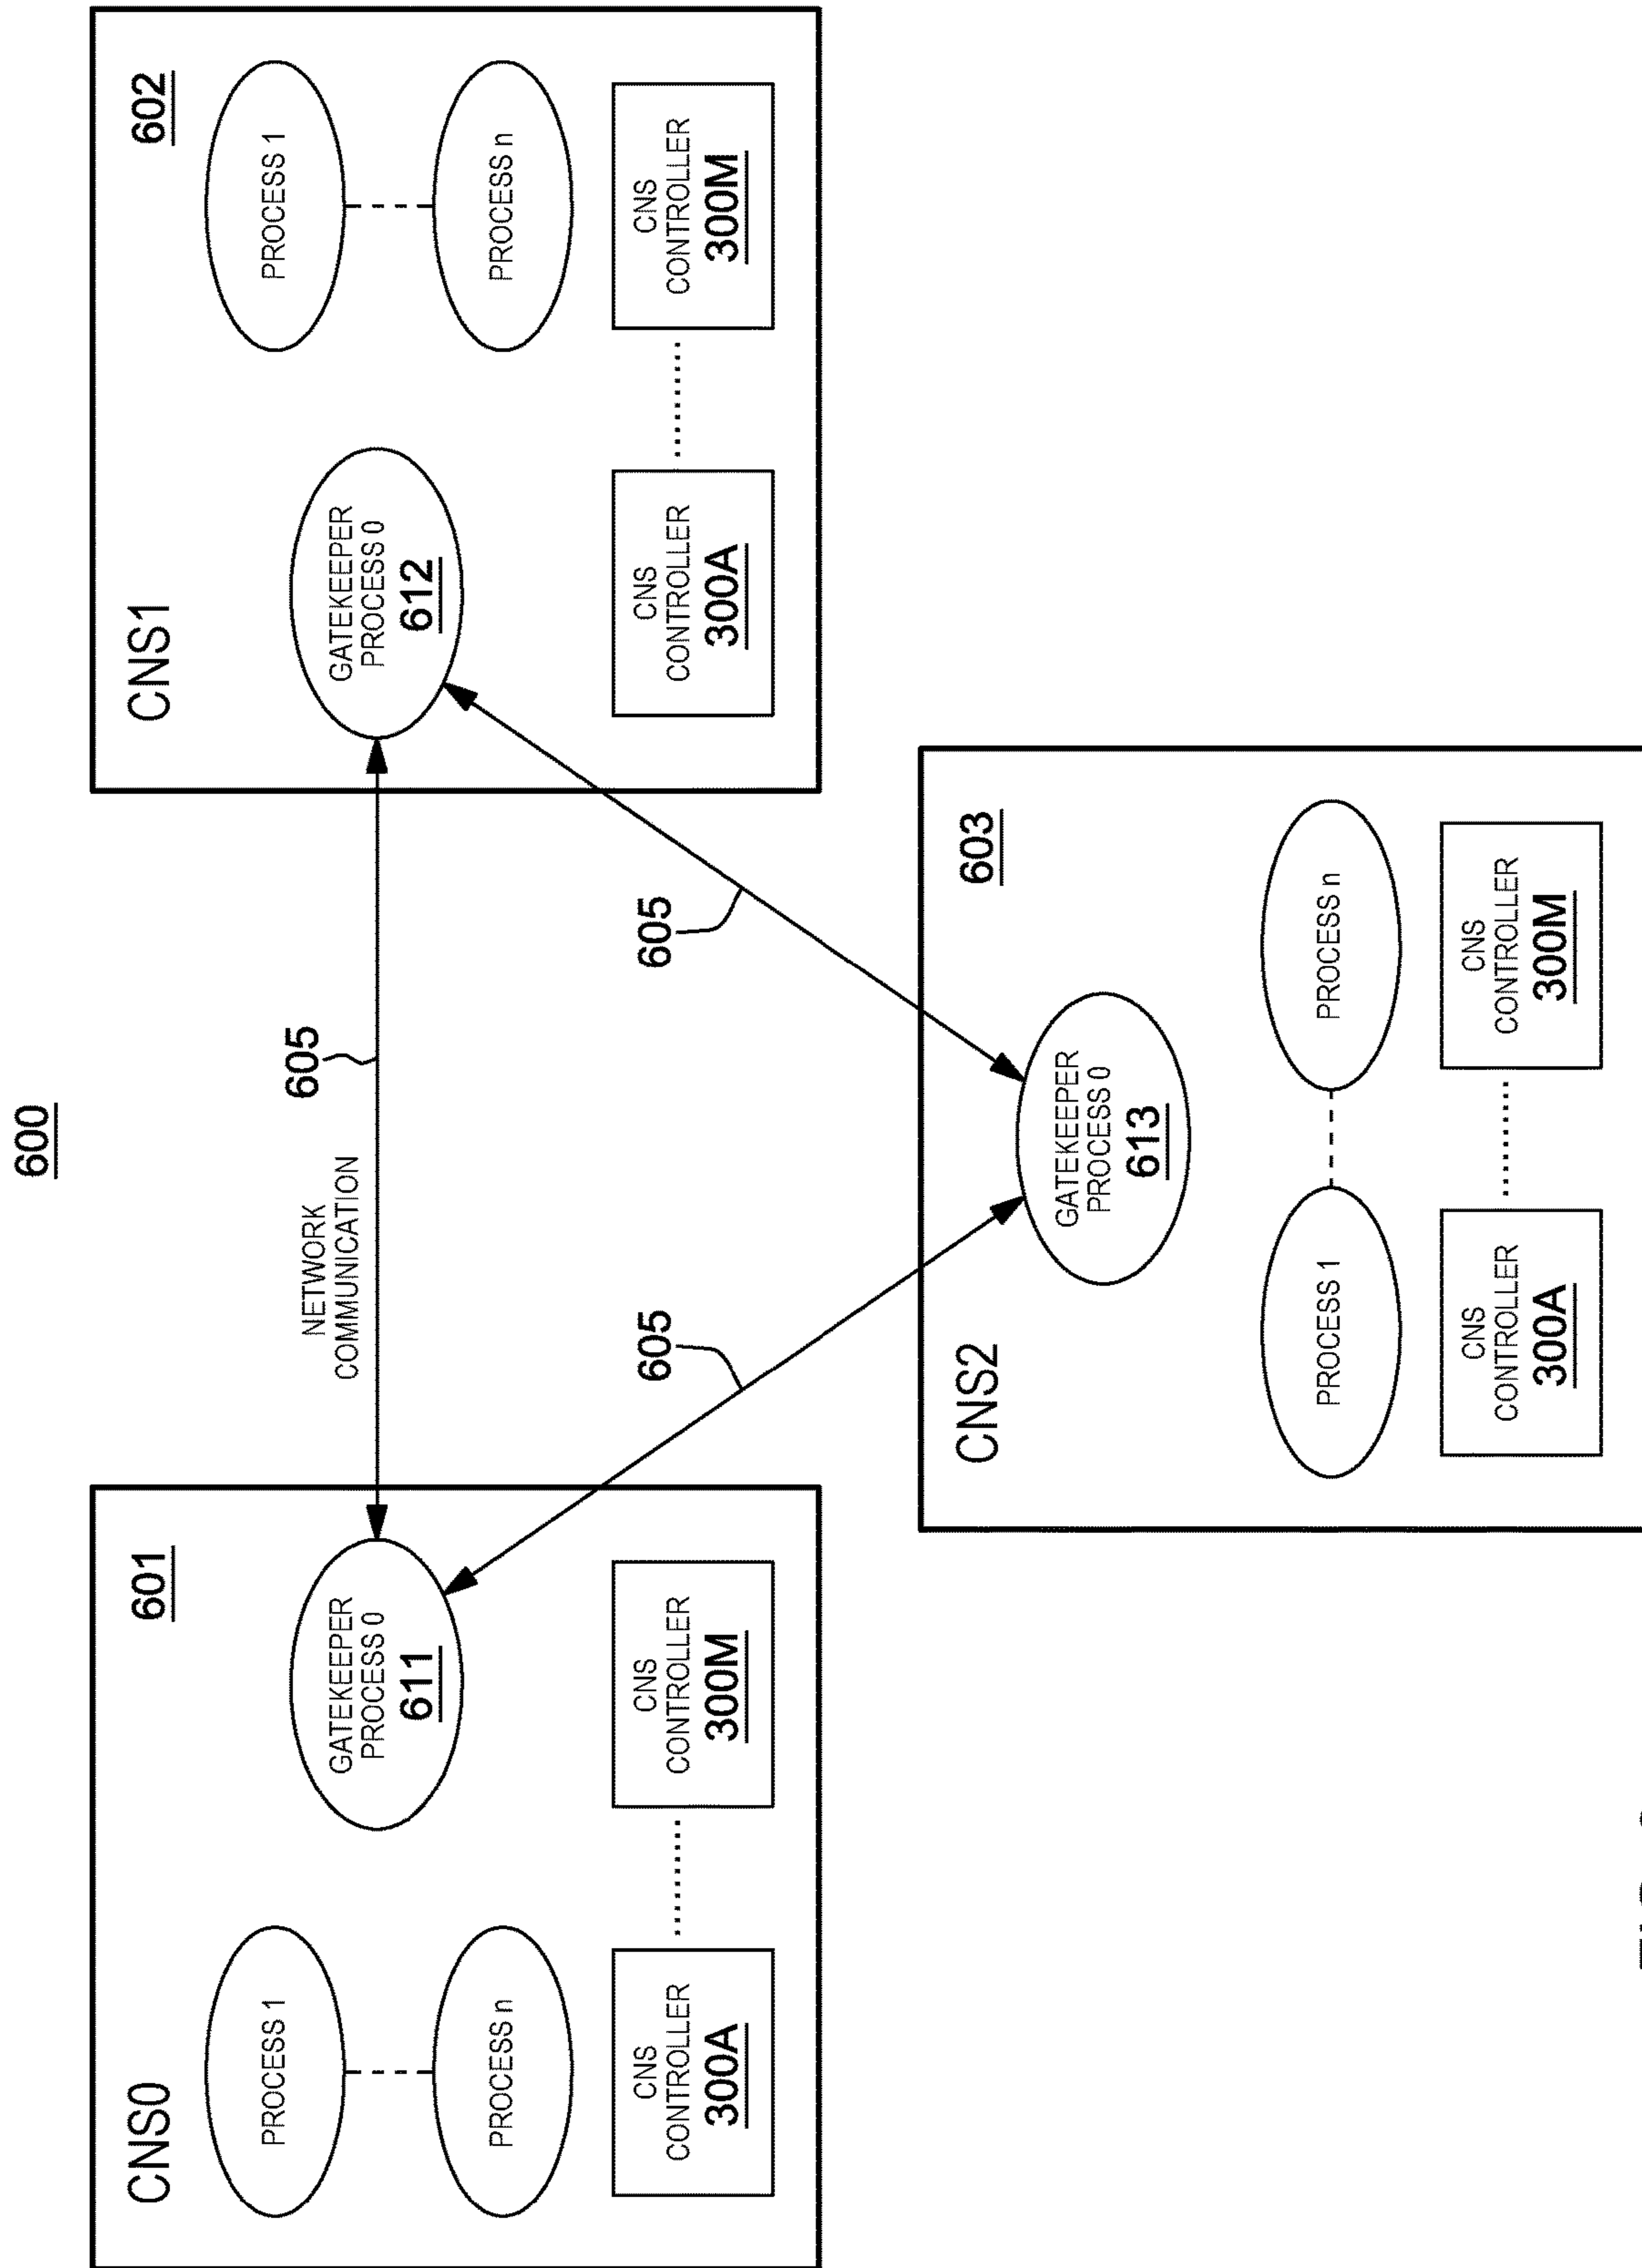 600
CNS0
601
PROCESS 1
PROCESS n
GATEKEEPER
PROCESS 0
611
CNS
CONTROLLER
300A
CNS
CONTROLLER
300M
NETWORK
COMMUNICATION
605
CNS1
602
GATEKEEPER
PROCESS 0
612
PROCESS 1
PROCESS n
CNS
CONTROLLER
300A
CNS
CONTROLLER
300M
605
605
CNS2
603
GATEKEEPER
PROCESS 0
613
PROCESS 1
PROCESS n
CNS
CONTROLLER
300A
CNS
CONTROLLER
300M